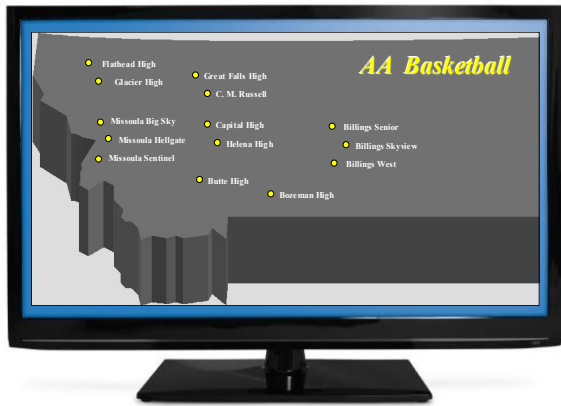 AA Basketball
Flathead High
Glacier High
Great Falls High
C. M. Russell
Missoula Big Sky
Missoula Hellgate
Missoula Sentinel
Capital High
Helena High
Billings Senior
Billings Skyview
Billings West
Butte High
Bozeman High